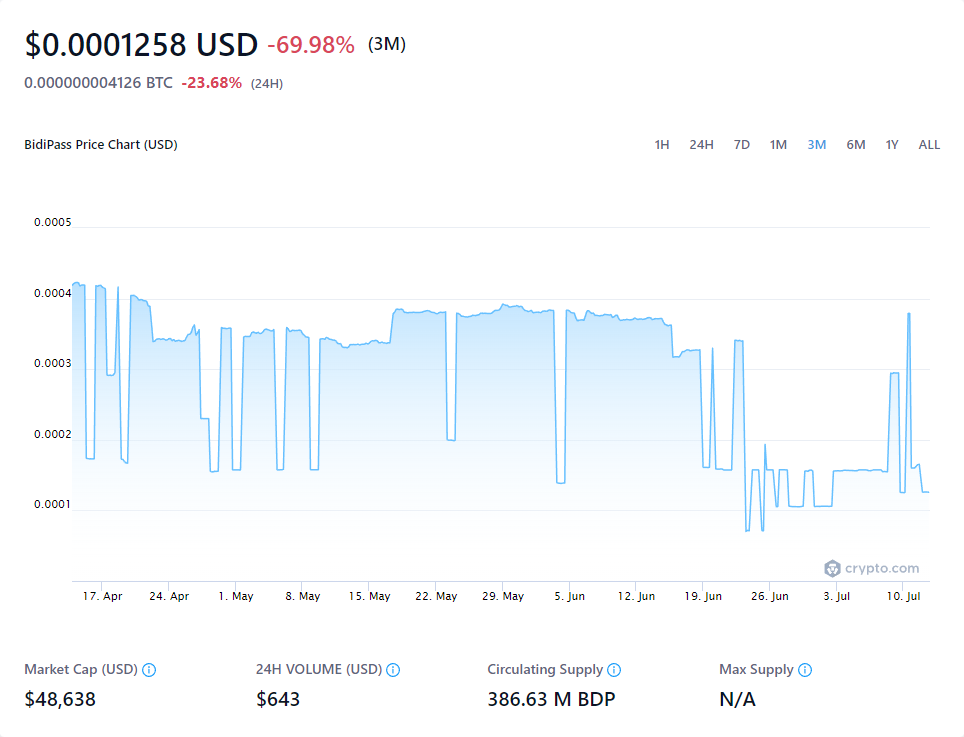 $0.0001258 USD -69.98% (3M)
0.000000004126 BTC -23.68% (24H)
BidiPass Price Chart (USD) 1H 24H 7D 1M 3M 6M 1Y ALL
0.0005
0.0004
0.0003
0.0002
0.0001
crypto.com
17. Apr 24. Apr 1. May 8. May 15. May 22. May 29. May 5. Jun 12. Jun 19. Jun 26. Jun 3. Jul 10. Jul
Market Cap (USD) 24H VOLUME (USD) Circulating Supply Max Supply
$48,638 $643 386.63 M BDP N/A